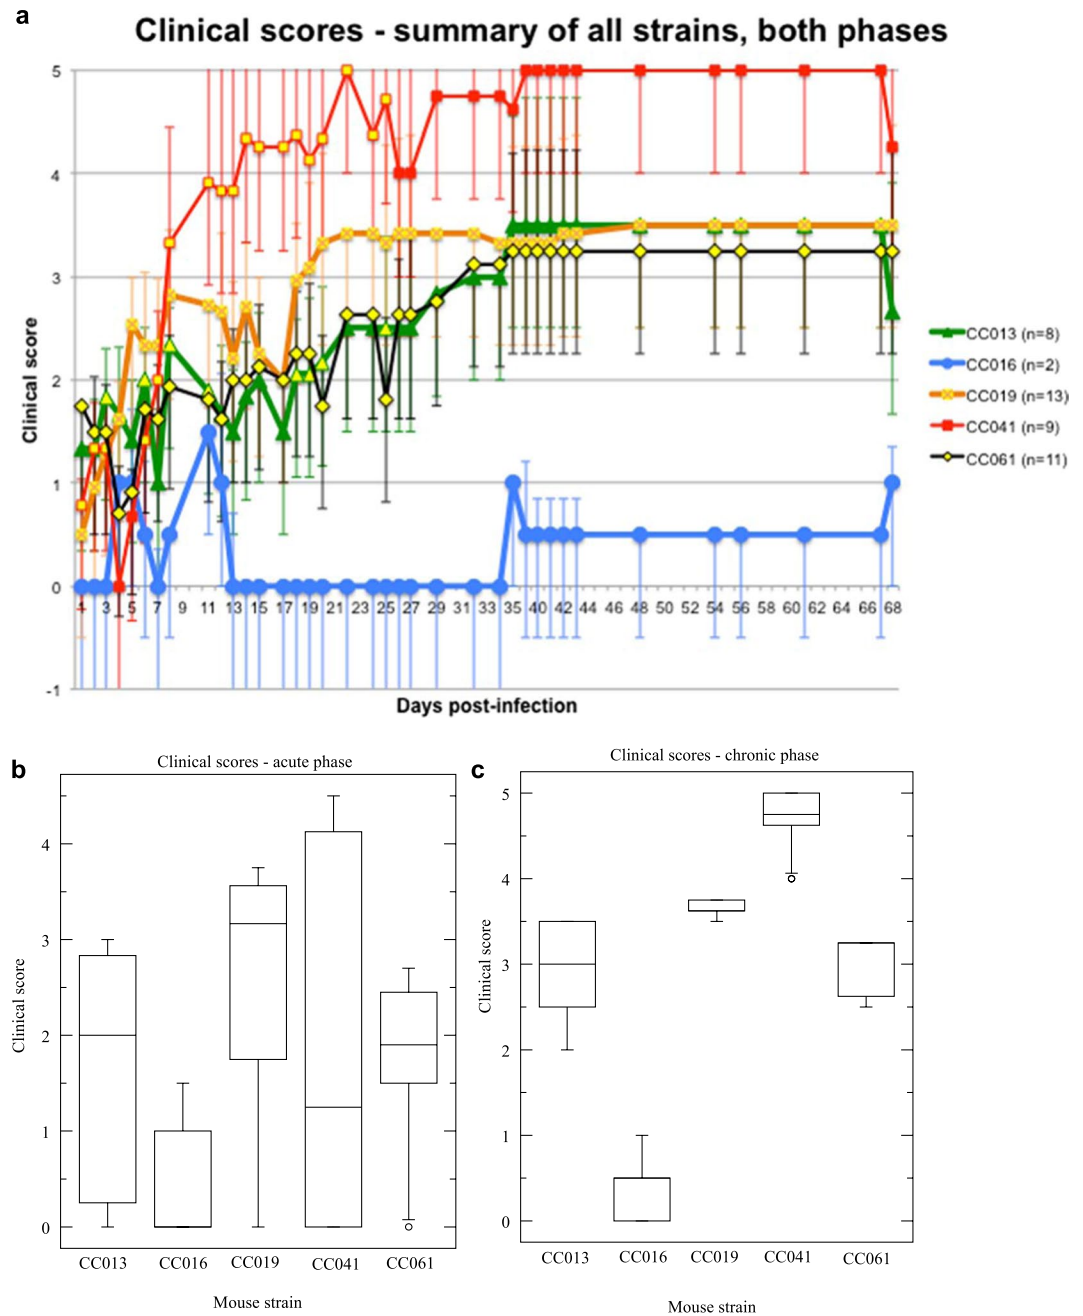 a
Clinical scores - summary of all strains, both phases
5
4
3
2
1
0
-1
Clinical score
1 3 5 7 9 11 13 15 17 19 21 23 25 27 29 31 33 35 40 42 44 46 48 50 52 54 56 58 60 62 64 66 68
Days post-infection
CC013 (n=8)
CC016 (n=2)
CC019 (n=13)
CC041 (n=9)
CC061 (n=11)
b
Clinical scores - acute phase
4
3
2
1
0
Clinical score
CC013 CC016 CC019 CC041 CC061
Mouse strain
c
Clinical scores - chronic phase
5
4
3
2
1
0
Clinical score
CC013 CC016 CC019 CC041 CC061
Mouse strain